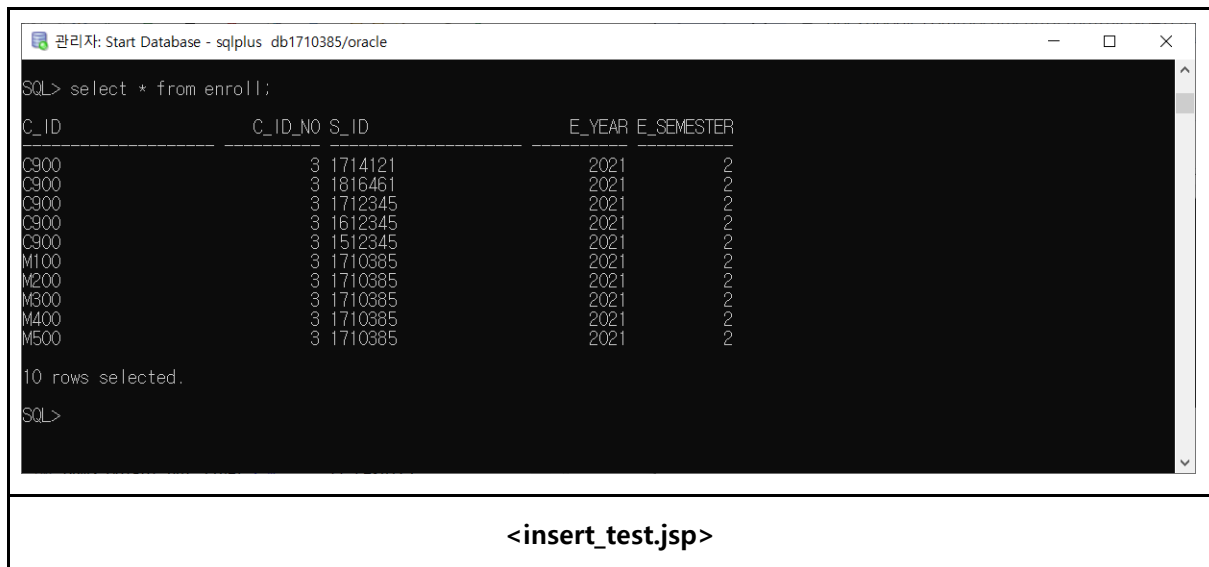 관리자: Start Database - sqlplus  db1710385/oracle
SQL> select * from enroll;
C_ID                 C_ID_NO S_ID                     E_YEAR E_SEMESTER
-------------------- ---------- -------------------- ---------- ----------
C900                          3 1714121                    2021          2
C900                          3 1816461                    2021          2
C900                          3 1712345                    2021          2
C900                          3 1612345                    2021          2
C900                          3 1512345                    2021          2
M100                          3 1710385                    2021          2
M200                          3 1710385                    2021          2
M300                          3 1710385                    2021          2
M400                          3 1710385                    2021          2
M500                          3 1710385                    2021          2
10 rows selected.
SQL>
<insert_test.jsp>